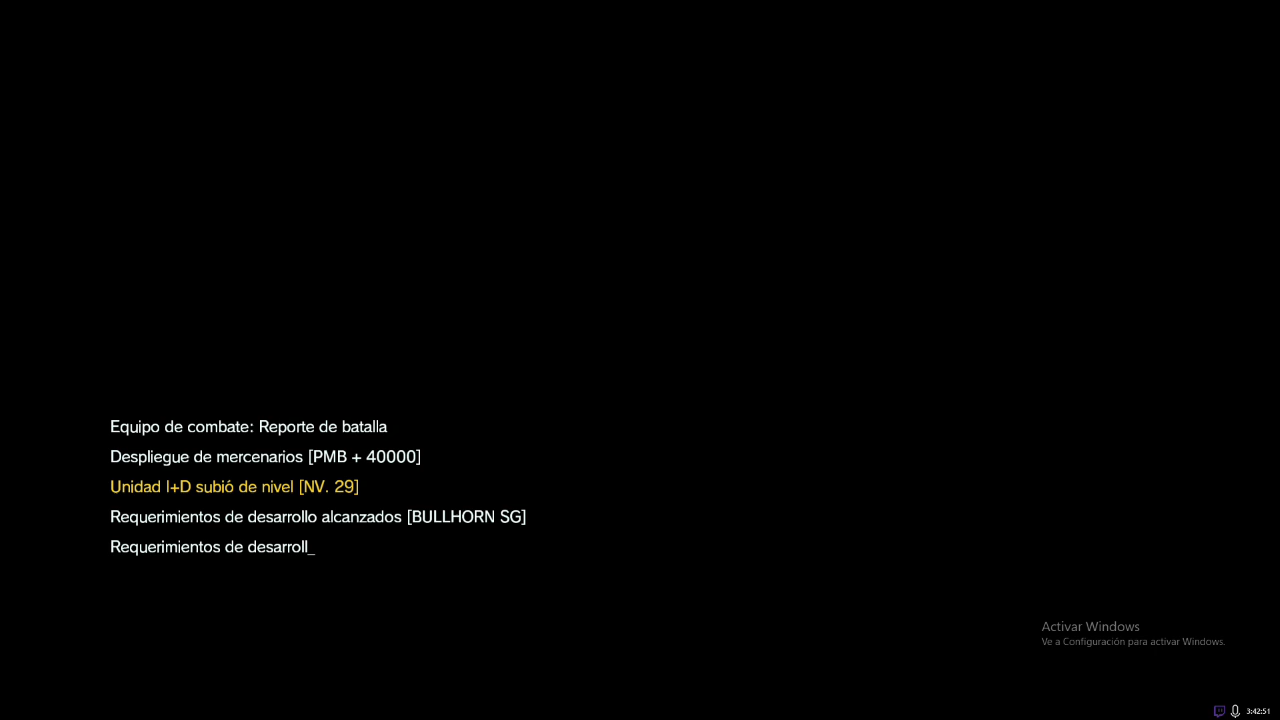 Equipo de combate: Reporte de batalla
Despliegue de mercenarios [PMB + 40000]
Unidad I+D subió de nivel [NV. 29]
Requerimientos de desarrollo alcanzados [BULLHORN SG]
Requerimientos de desarroll_
Activar Windows
Ve a Configuración para activar Windows.
3:42:51